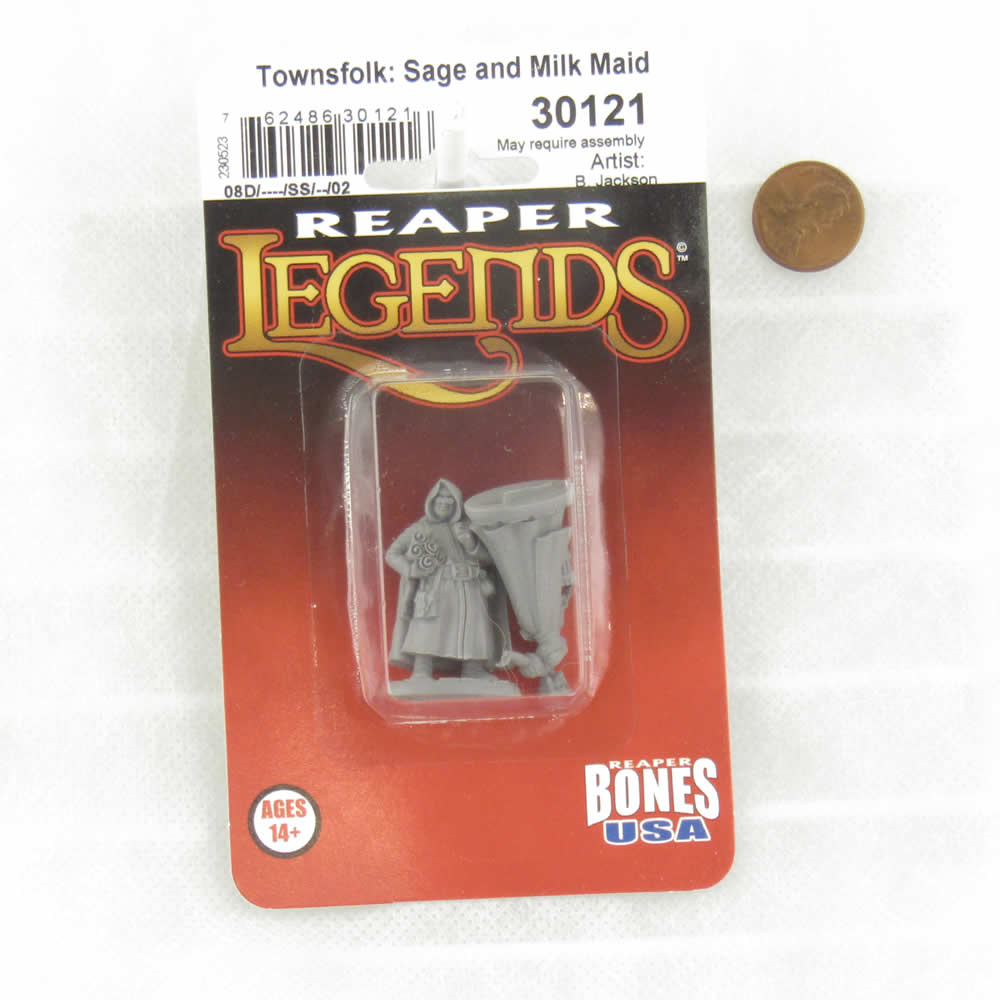 Townsfolk: Sage and Milk Maid
7 62486 30121
30121
230523
May require assembly
Artist:
B. Jackson
08D/----/SS/--/02
REAPER
LEGENDS
©
™
AGES
14+
REAPER
BONES
USA